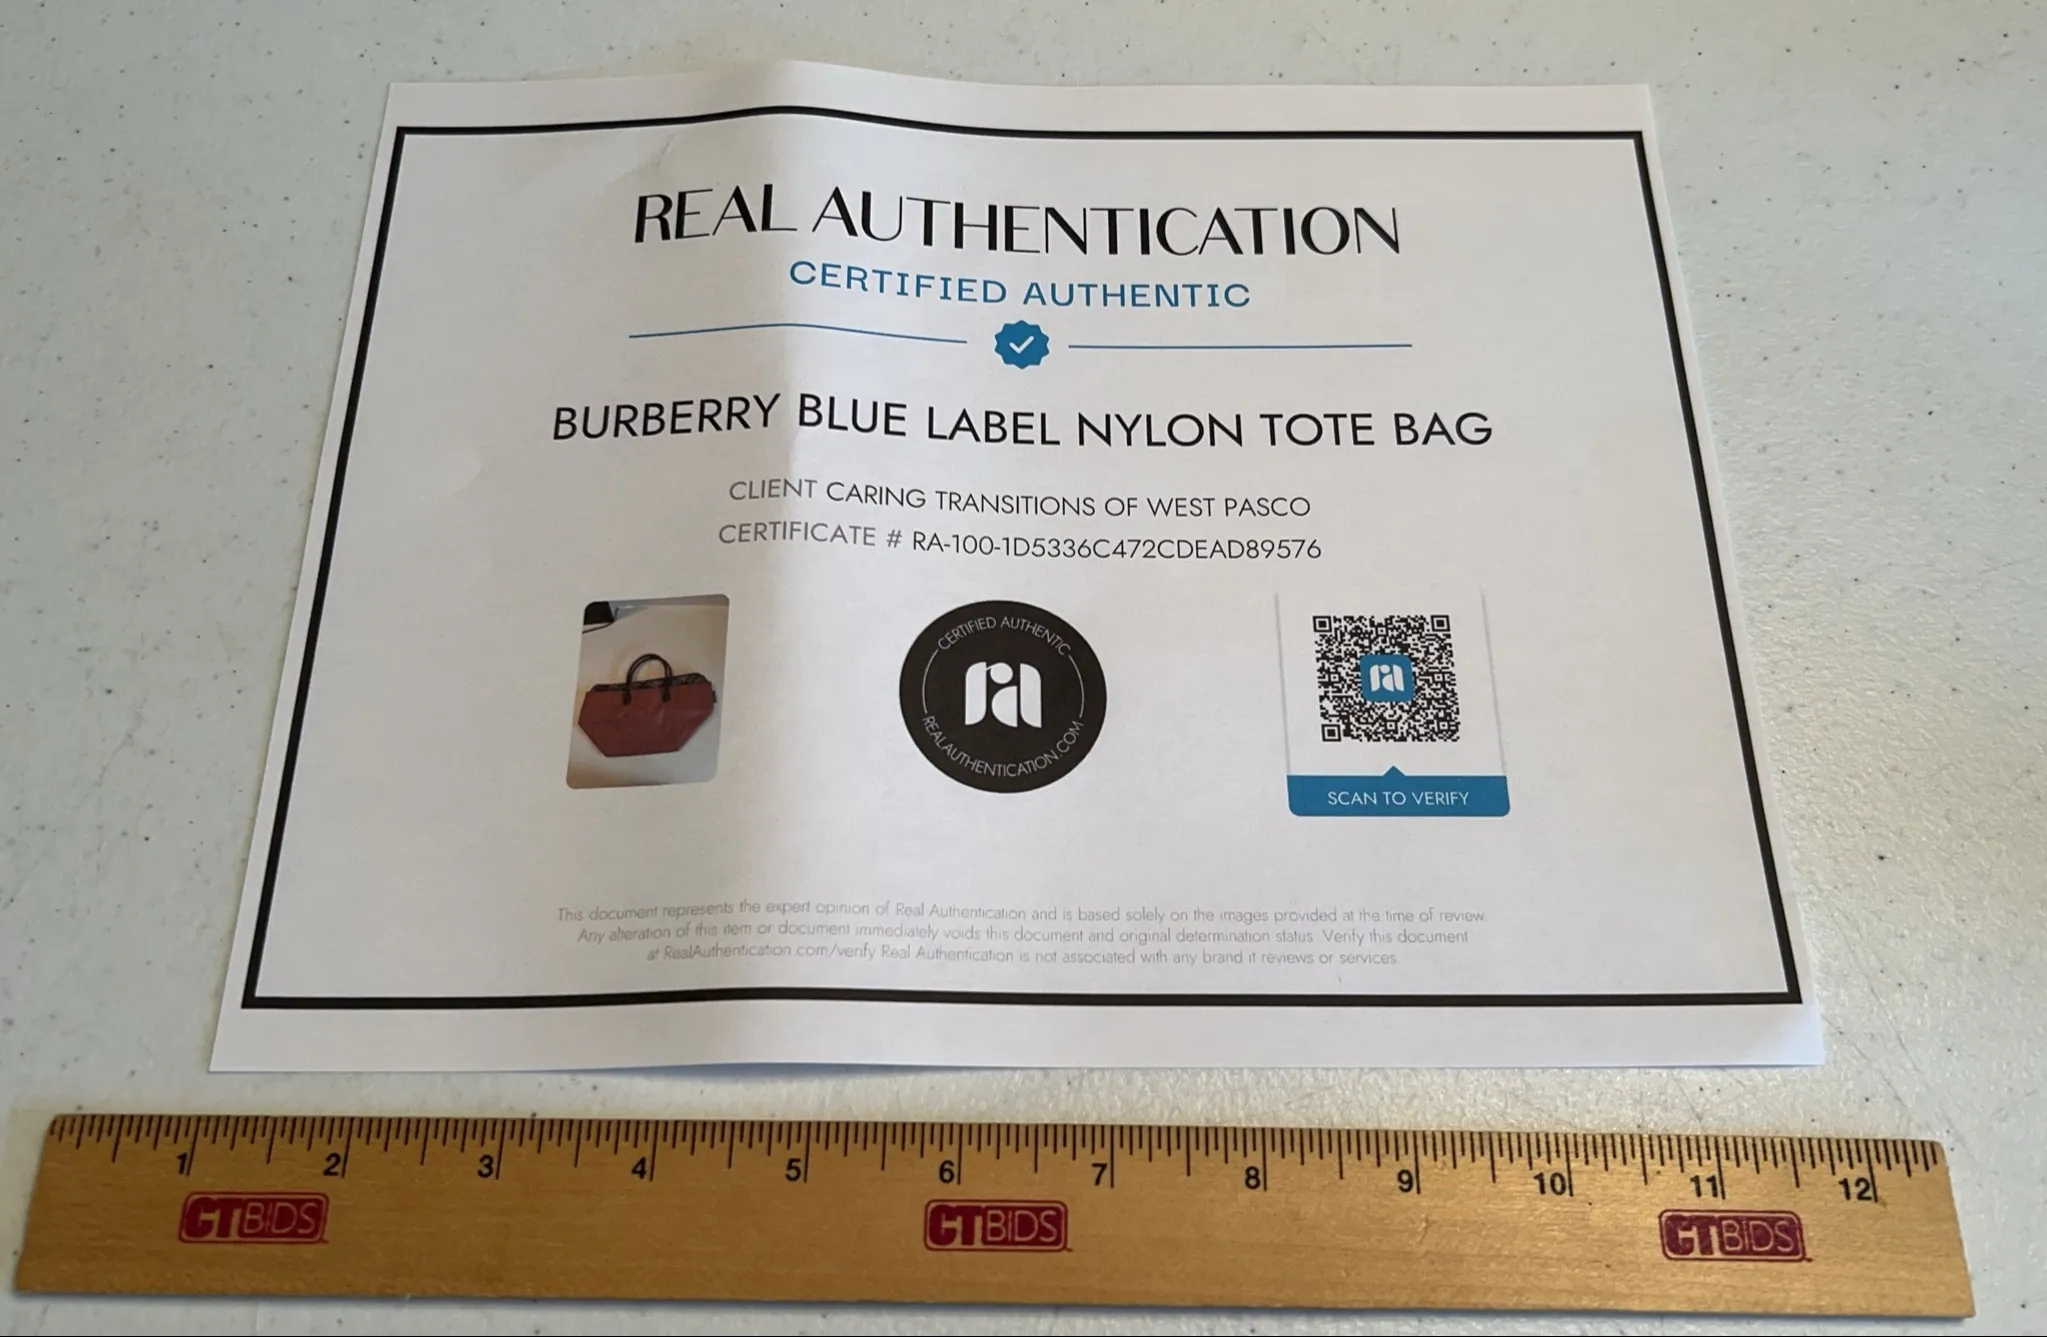 REAL AUTHENTICATION
CERTIFIED AUTHENTIC
BURBERRY BLUE LABEL NYLON TOTE BAG
CLIENT CARING TRANSITIONS OF WEST PASCO
CERTIFICATE # RA-100-1D5336C472CDEAD89576
CERTIFIED AUTHENTIC
ra
REALAUTHENTICATION.COM
ra
SCAN TO VERIFY
This document represents the expert opinion of Real Authentication and is based solely on the images provided at the time of review.
Any alteration of this item or document immediately voids this document and original determination status. Verify this document
at RealAuthentication.com/verify Real Authentication is not associated with any brand it reviews or services.
1 2 3 4 5 6 7 8 9 10 11 12
CTBIDS CTBIDS CTBIDS